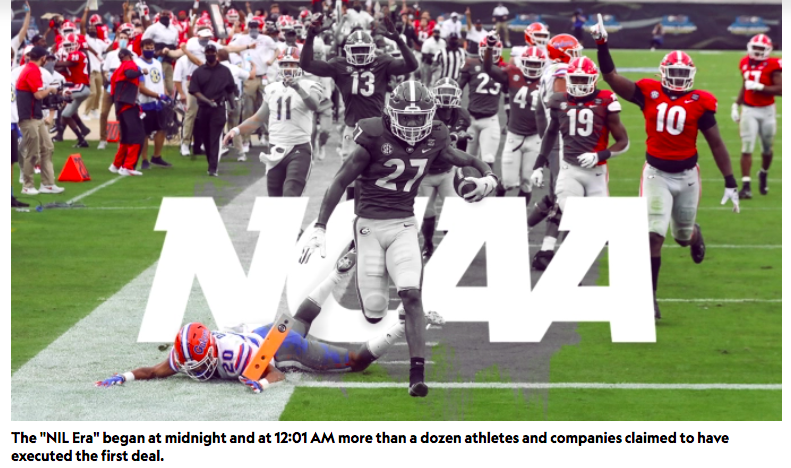 13
11
27
23
41
19
10
20
NCAA
The "NIL Era" began at midnight and at 12:01 AM more than a dozen athletes and companies claimed to have
executed the first deal.